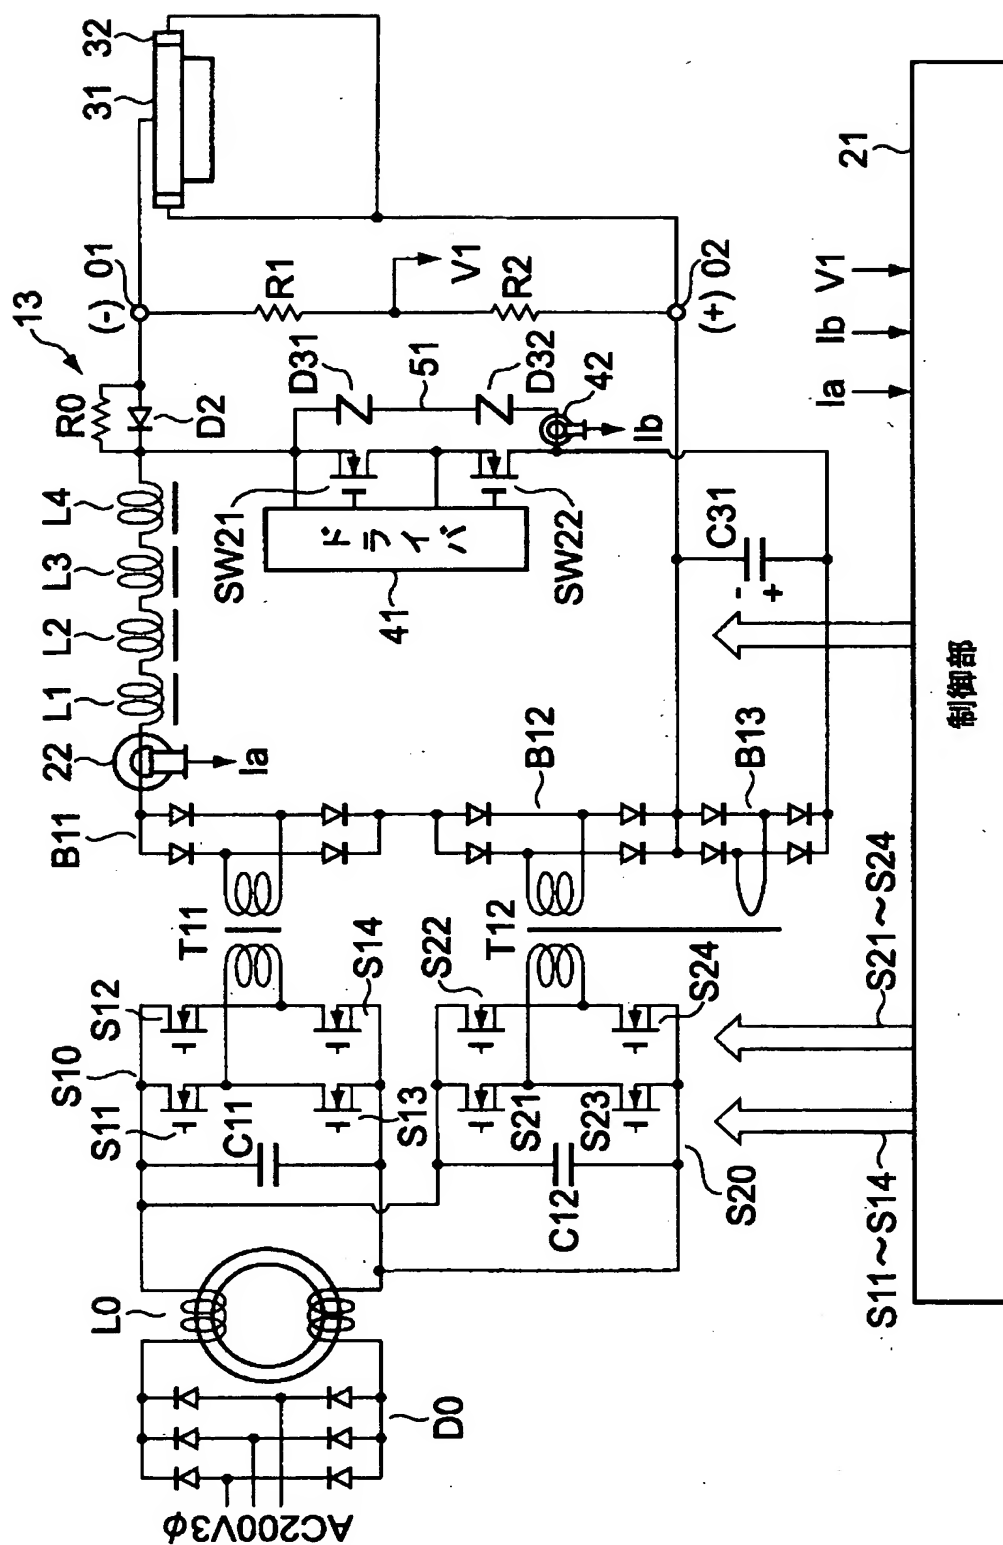 AC200V3φ
D0
L0
S10
S11
S12
C11
S13
S14
T11
B11
22
Ia
L1
L2
L3
L4
R0
D2
13
(-)
O1
31
32
C12
S20
S21
S22
S23
S24
T12
B12
B13
SW21
SW22
ドライバ
41
D31
51
D32
42
Ib
R1
V1
R2
(+)
O2
C31
-
+
S11~S14
S21~S24
制御部
Ia
Ib
V1
21